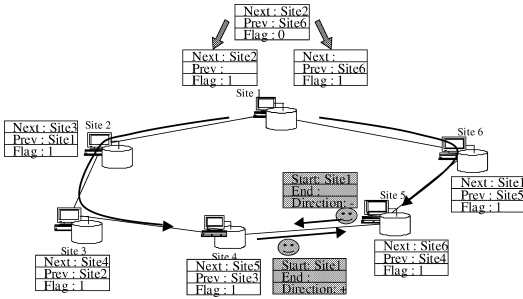 Next : Site2
Prev : Site6
Flag : 0
Next : Site2
Prev :
Flag : 1
Next :
Prev : Site6
Flag : 1
Site 1
Next : Site3
Prev : Site1
Flag : 1
Site 2
Site 6
Next : Site1
Prev : Site5
Flag : 1
Start: Site1
End :
Direction: -
Site 5
Site 3
Next : Site4
Prev : Site2
Flag : 1
Site 4
Next : Site5
Prev : Site3
Flag : 1
Start: Site1
End :
Direction: +
Next : Site6
Prev : Site4
Flag : 1